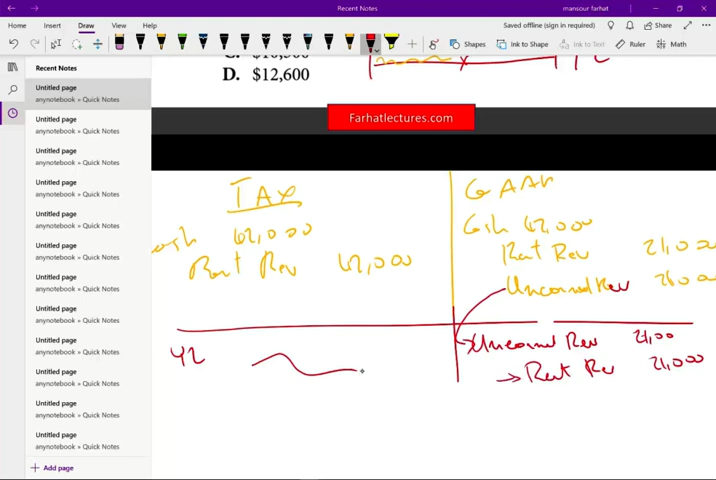 mansour farhat
Recent Notes
Saved offline (sign in required)
Home Insert Draw View Help
Share
Shapes Ink to Shape Ink to Text Ruler Math
Recent Notes
Untitled page
anynotebook » Quick Notes
Untitled page
anynotebook » Quick Notes
Untitled page
anynotebook » Quick Notes
Untitled page
anynotebook » Quick Notes
Untitled page
anynotebook » Quick Notes
Untitled page
anynotebook » Quick Notes
Untitled page
anynotebook » Quick Notes
Untitled page
anynotebook » Quick Notes
Untitled page
anynotebook » Quick Notes
Untitled page
anynotebook » Quick Notes
Untitled page
anynotebook » Quick Notes
Untitled page
anynotebook » Quick Notes
Add page
D. $12,600
Farhatlectures.com
TAX
Cash 42,000
Rent Rev 42,000
GAAP
Cash 42,000
Rent Rev 21,000
Unearned Rev
Y2
Unearned Rev 21,00
Rent Rev 21,000